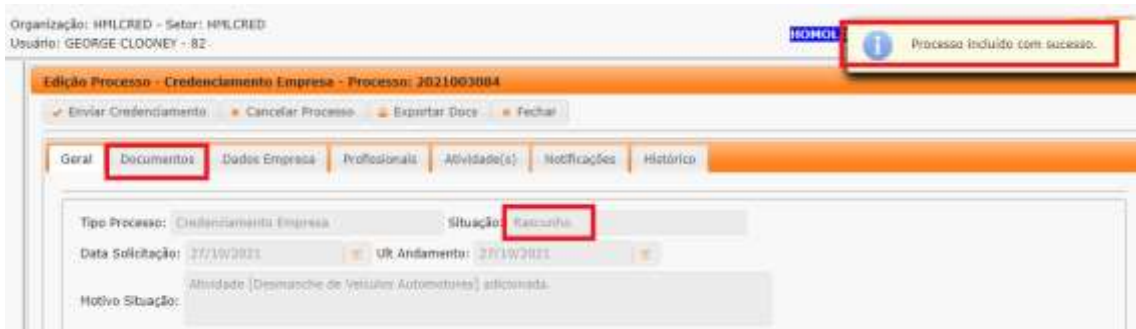 Organização: HMLCRED - Setor: HMLCRED
Usuário: GEORGE CLOONEY - 82
HOMOL
Processo incluído com sucesso.
Edição Processo - Credenciamento Empresa - Processo: 2021003084
Enviar Credenciamento Cancelar Processo Exportar Docs Fechar
Geral Documentos Dados Empresa Profissionais Atividade(s) Notificações Histórico
Tipo Processo: Credenciamento Empresa Situação: Rascunho
Data Solicitação: 27/10/2021 Ult Andamento: 27/10/2021
Motivo Situação: Atividade [Desmanche de Veículos Automotores] adicionada.